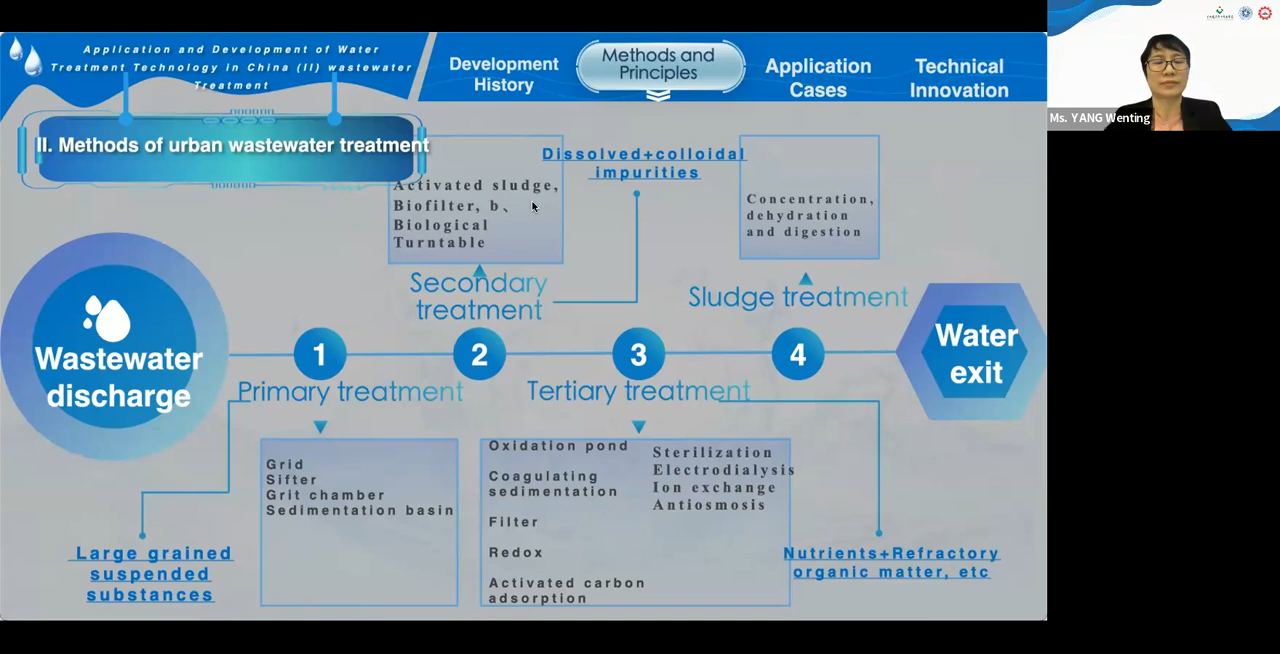 Application and Development of Water
Treatment Technology in China (II) wastewater
Treatment
Development
History
Methods and
Principles
Application
Cases
Technical
Innovation
Ms. YANG Wenting
II. Methods of urban wastewater treatment
Activated sludge,
Biofilter, b、
Biological
Turntable
Dissolved+colloidal
impurities
Concentration,
dehydration
and digestion
Secondary
treatment
Sludge treatment
Wastewater
discharge
1
2
3
4
Water
exit
Primary treatment
Tertiary treatment
Grid
Sifter
Grit chamber
Sedimentation basin
Oxidation pond
Coagulating
sedimentation
Filter
Redox
Activated carbon
adsorption
Sterilization
Electrodialysis
Ion exchange
Antiosmosis
Large grained
suspended
substances
Nutrients+Refractory
organic matter, etc